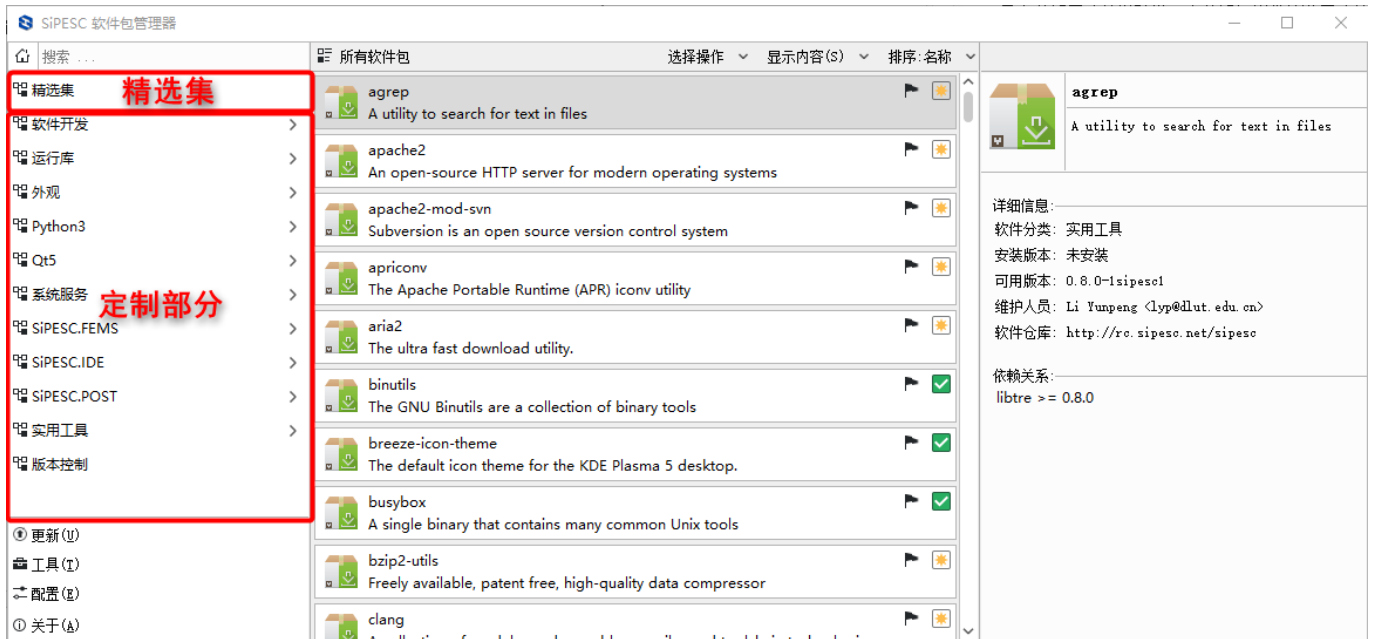 SiPESC 软件包管理器
搜索 ...
所有软件包
选择操作
显示内容(S)
排序:名称
精选集
精选集
软件开发
运行库
外观
Python3
Qt5
系统服务
定制部分
SiPESC.FEMS
SiPESC.IDE
SiPESC.POST
实用工具
版本控制
更新(U)
工具(T)
配置(E)
关于(A)
agrep
A utility to search for text in files
apache2
An open-source HTTP server for modern operating systems
apache2-mod-svn
Subversion is an open source version control system
apriconv
The Apache Portable Runtime (APR) iconv utility
aria2
The ultra fast download utility.
binutils
The GNU Binutils are a collection of binary tools
breeze-icon-theme
The default icon theme for the KDE Plasma 5 desktop.
busybox
A single binary that contains many common Unix tools
bzip2-utils
Freely available, patent free, high-quality data compressor
clang
agrep
A utility to search for text in files
详细信息:
软件分类: 实用工具
安装版本: 未安装
可用版本: 0.8.0-1sipesc1
维护人员: Li Yunpeng <lyp@dlut.edu.cn>
软件仓库: http://rc.sipesc.net/sipesc
依赖关系:
libtre >= 0.8.0